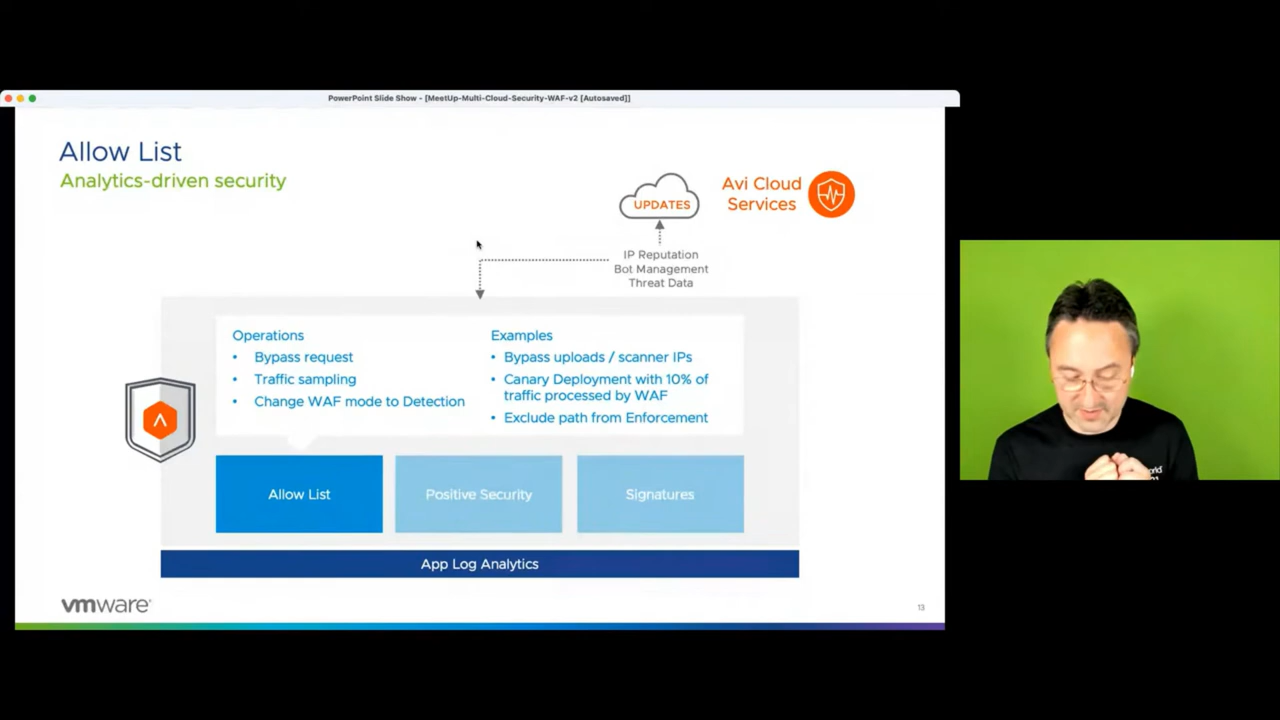 PowerPoint Slide Show - [MeetUp-Multi-Cloud-Security-WAF-v2 [Autosaved]]
Allow List
Analytics-driven security
UPDATES
Avi Cloud
Services
IP Reputation
Bot Management
Threat Data
Operations
• Bypass request
• Traffic sampling
• Change WAF mode to Detection
Examples
• Bypass uploads / scanner IPs
• Canary Deployment with 10% of
traffic processed by WAF
• Exclude path from Enforcement
Allow List
Positive Security
Signatures
App Log Analytics
vmware
13